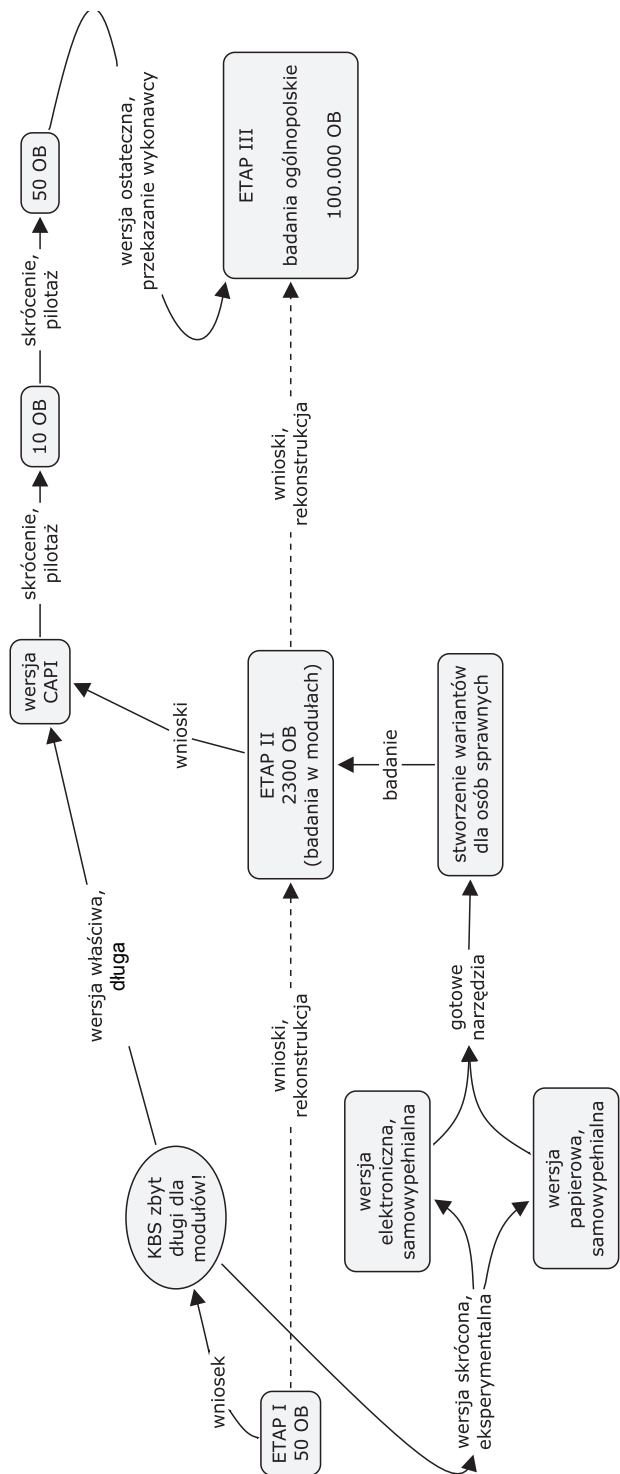 wersja
CAPI
skrócenie,
pilotaż
10 OB
skrócenie,
pilotaż
50 OB
wersja właściwa,
długa
wnioski
wersja ostateczna,
przekazanie wykonawcy
KBS zbyt
długi dla
modułów!
wniosek
ETAP I
50 OB
wnioski,
rekonstrukcja
ETAP II
2300 OB
(badania w modułach)
wnioski,
rekonstrukcja
ETAP III
badania ogólnopolskie
100.000 OB
badanie
wersja
elektroniczna,
samowypełnialna
wersja skrócona,
eksperymentalna
gotowe
narzędzia
stworzenie wariantów
dla osób sprawnych
wersja
papierowa,
samowypełnialna